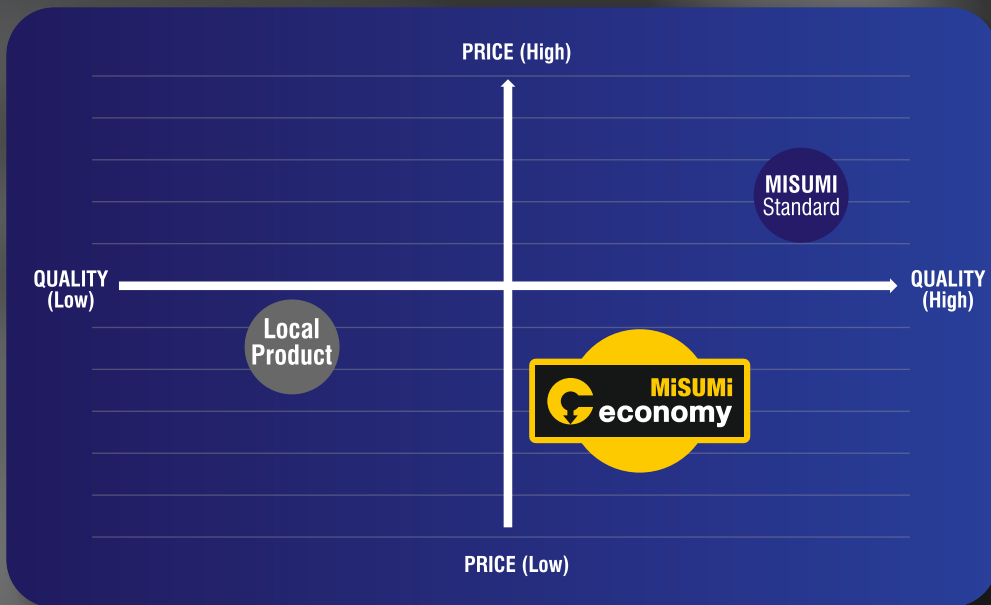 PRICE (High)
MISUMI
Standard
QUALITY
(Low)
QUALITY
(High)
Local
Product
MiSUMi
economy
PRICE (Low)